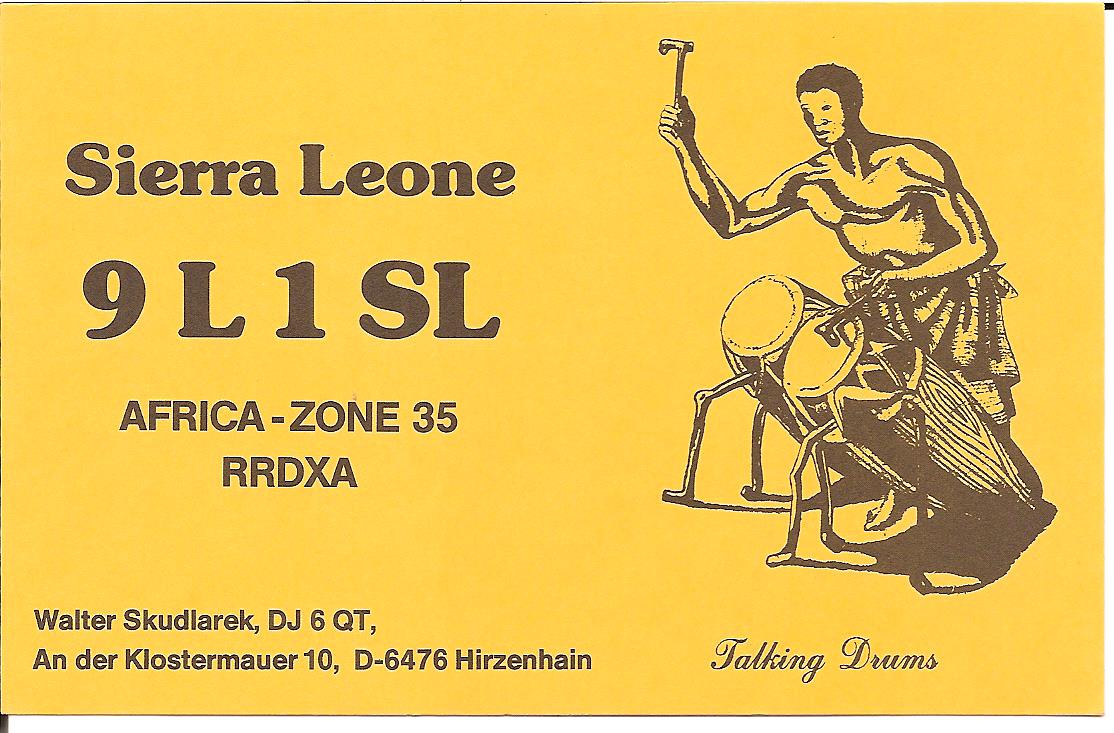 Sierra Leone
9 L 1 SL
AFRICA - ZONE 35
RRDXA
Walter Skudlarek, DJ 6 QT,
An der Klostermauer 10, D-6476 Hirzenhain
Talking Drums